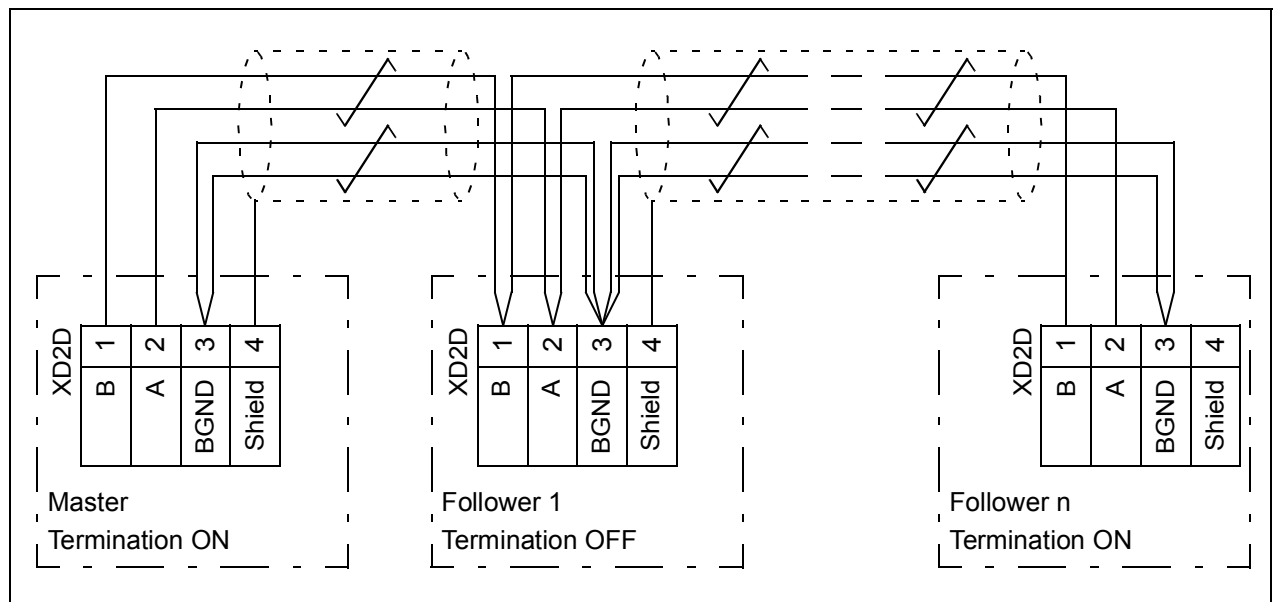 XD2D
1 2 3 4
B A BGND Shield
Master
Termination ON
XD2D
1 2 3 4
B A BGND Shield
Follower 1
Termination OFF
XD2D
1 2 3 4
B A BGND Shield
Follower n
Termination ON